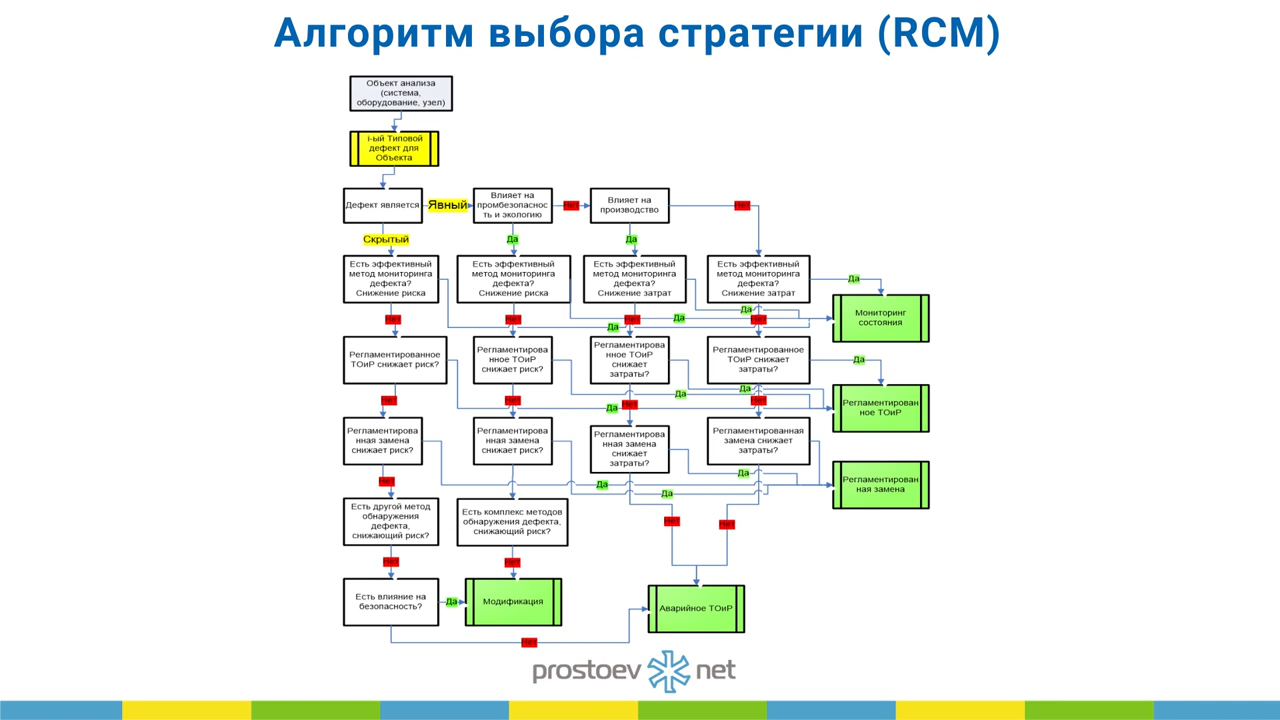 Алгоритм выбора стратегии (RCM)
Объект анализа
(система,
оборудование, узел)
i-ый Типовой
дефект для
Объекта
Дефект является
Явный
Влияет на
промбезопаснос
ть и экологию
Нет
Влияет на
производство
Нет
Скрытый
Да
Да
Есть эффективный
метод мониторинга
дефекта?
Снижение риска
Есть эффективный
метод мониторинга
дефекта?
Снижение риска
Есть эффективный
метод мониторинга
дефекта?
Снижение затрат
Есть эффективный
метод мониторинга
дефекта?
Снижение затрат
Да
Мониторинг
состояния
Да
Да
Да
Нет
Нет
Нет
Нет
Регламентированное
ТОиР снижает риск?
Регламентирова
ное ТОиР
снижает риск?
Регламентирова
нное ТОиР
снижает
затраты?
Регламентированное
ТОиР снижает
затраты?
Да
Регламентирован
ное ТОиР
Да
Да
Да
Нет
Нет
Нет
Нет
Регламентирова
нная замена
снижает риск?
Регламентирова
нная замена
снижает риск?
Регламентирова
нная замена
снижает
затраты?
Регламентированная
замена снижает
затраты?
Да
Да
Да
Регламентирован
ная замена
Нет
Есть другой метод
обнаружения
дефекта,
снижающий риск?
Есть комплекс методов
обнаружения дефекта,
снижающий риск?
Нет
Нет
Нет
Нет
Есть влияние на
безопасность?
Да
Модификация
Аварийное ТОиР
Нет
prostoev net